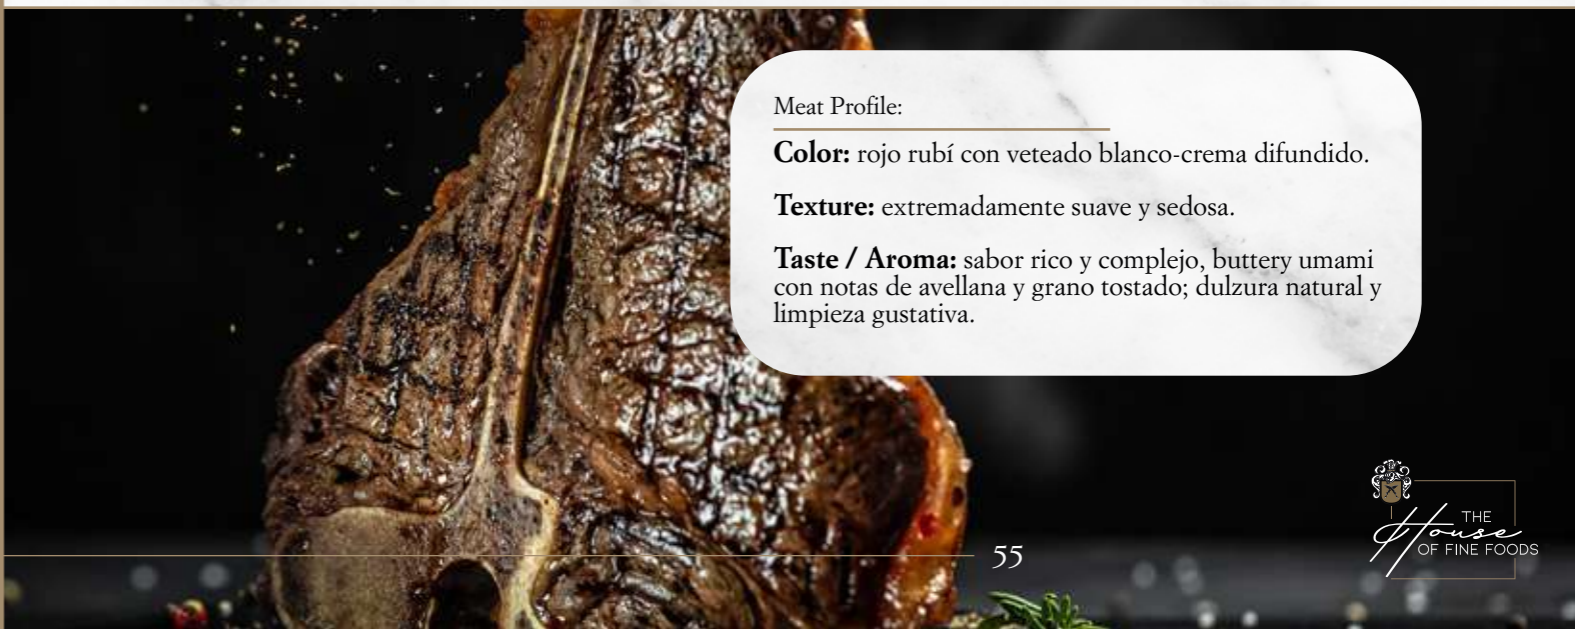 Meat Profile:
Color: rojo rubí con veteado blanco-crema difundido.
Texture: extremadamente suave y sedosa.
Taste / Aroma: sabor rico y complejo, buttery umami
con notas de avellana y grano tostado; dulzura natural y
limpieza gustativa.
55
THE
House
OF FINE FOODS